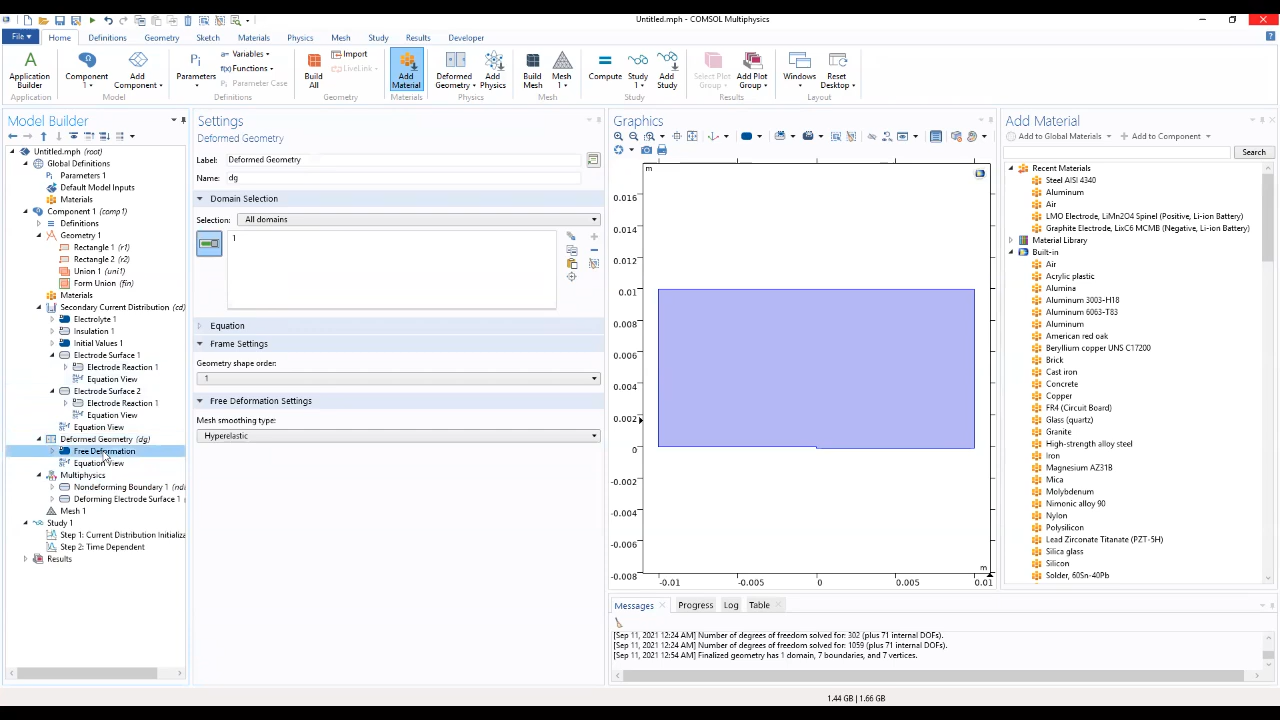 Untitled.mph - COMSOL Multiphysics
File
Home
Definitions
Geometry
Sketch
Materials
Physics
Mesh
Study
Results
Developer
Application Builder
Component 1
Add Component
Parameters
Variables
Functions
Parameter Case
Build All
Import
LiveLink
Add Material
Deformed Geometry
Add Physics
Build Mesh
Mesh 1
Compute
Study 1
Add Study
Select Plot Group
Add Plot Group
Windows
Reset Desktop
Application
Model
Definitions
Geometry
Materials
Physics
Mesh
Study
Results
Layout
Model Builder
Untitled.mph (root)
Global Definitions
Parameters 1
Default Model Inputs
Materials
Component 1 (comp1)
Definitions
Geometry 1
Rectangle 1 (r1)
Rectangle 2 (r2)
Union 1 (uni1)
Form Union (fin)
Materials
Secondary Current Distribution (cd)
Electrolyte 1
Insulation 1
Initial Values 1
Electrode Surface 1
Electrode Reaction 1
Equation View
Electrode Surface 2
Electrode Reaction 1
Equation View
Equation View
Deformed Geometry (dg)
Free Deformation
Equation View
Multiphysics
Nondeforming Boundary 1 (nd
Deforming Electrode Surface 1
Mesh 1
Study 1
Step 1: Current Distribution Initializa
Step 2: Time Dependent
Results
Settings
Deformed Geometry
Label: Deformed Geometry
Name: dg
Domain Selection
Selection: All domains
1
Equation
Frame Settings
Geometry shape order:
1
Free Deformation Settings
Mesh smoothing type:
Hyperelastic
Graphics
m
0.016
0.014
0.012
0.01
0.008
0.006
0.004
0.002
0
-0.002
-0.004
-0.006
-0.008
m
-0.01 -0.005 0 0.005 0.01
Messages
Progress
Log
Table
[Sep 11, 2021 12:24 AM] Number of degrees of freedom solved for: 302 (plus 71 internal DOFs).
[Sep 11, 2021 12:24 AM] Number of degrees of freedom solved for: 1059 (plus 71 internal DOFs).
[Sep 11, 2021 12:54 AM] Finalized geometry has 1 domain, 7 boundaries, and 7 vertices.
Add Material
Add to Global Materials
Add to Component
Search
Recent Materials
Steel AISI 4340
Aluminum
Air
LMO Electrode, LiMn2O4 Spinel (Positive, Li-ion Battery)
Graphite Electrode, LixC6 MCMB (Negative, Li-ion Battery)
Material Library
Built-in
Air
Acrylic plastic
Alumina
Aluminum 3003-H18
Aluminum 6063-T83
Aluminum
American red oak
Beryllium copper UNS C17200
Brick
Cast iron
Concrete
Copper
FR4 (Circuit Board)
Glass (quartz)
Granite
High-strength alloy steel
Iron
Magnesium AZ31B
Mica
Molybdenum
Nimonic alloy 90
Nylon
Polysilicon
Lead Zirconate Titanate (PZT-5H)
Silica glass
Silicon
Solder, 60Sn-40Pb
1.44 GB | 1.66 GB